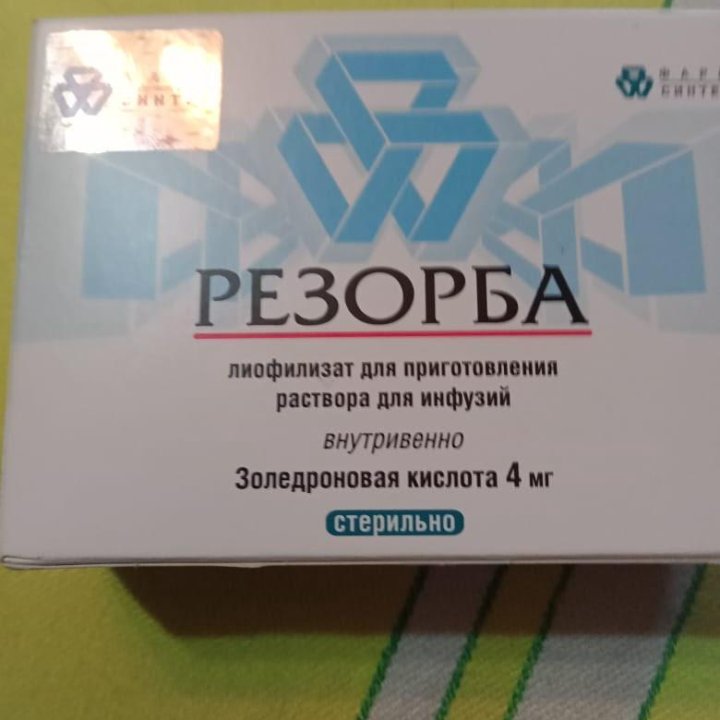 РЕЗОРБА
лиофилизат для приготовления
раствора для инфузий
внутривенно
Золедроновая кислота 4 мг
стерильно